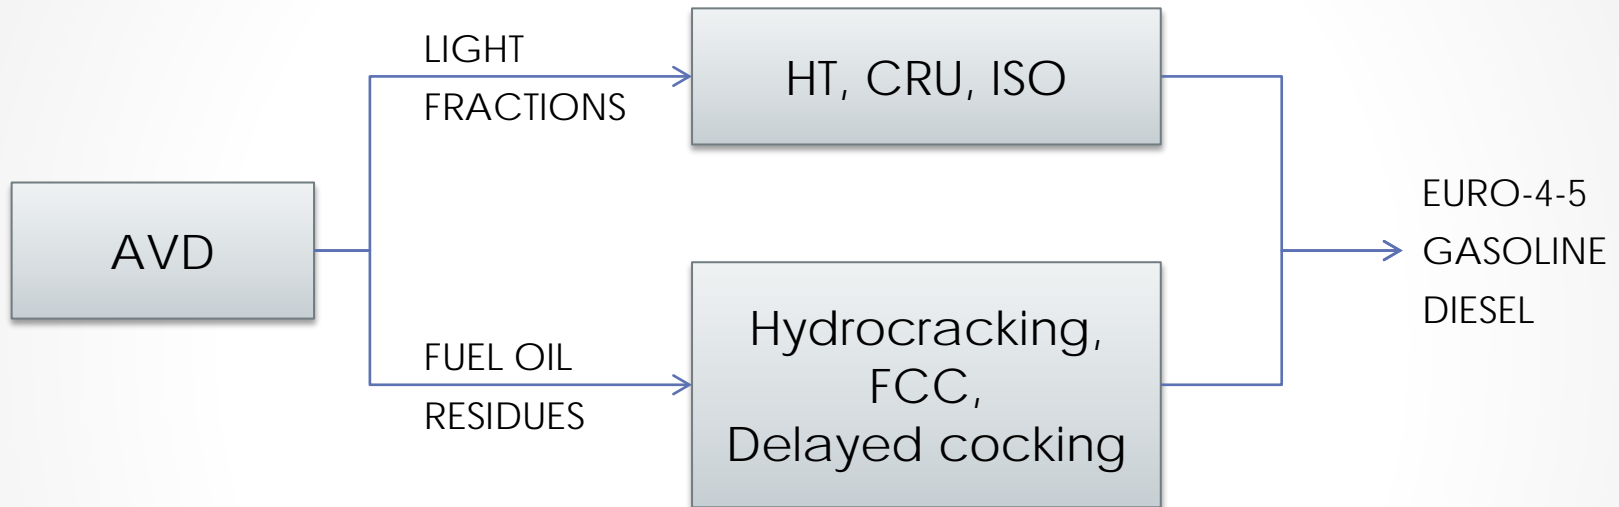 AVD
LIGHT
FRACTIONS
HT, CRU, ISO
FUEL OIL
RESIDUES
Hydrocracking,
FCC,
Delayed cocking
EURO-4-5
GASOLINE
DIESEL